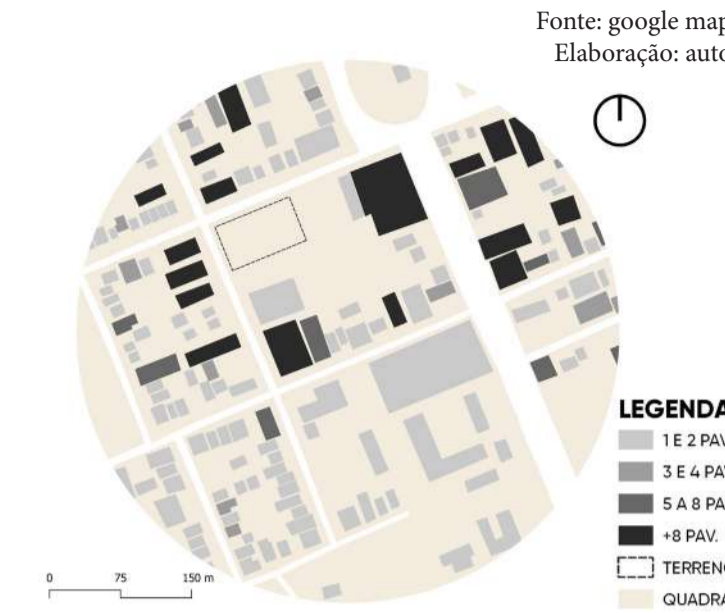 Fonte: google map
Elaboração: auto
LEGENDA
1 E 2 PAV
3 E 4 PA
5 A 8 PA
+8 PAV.
TERREN
QUADRA
0 75 150 m